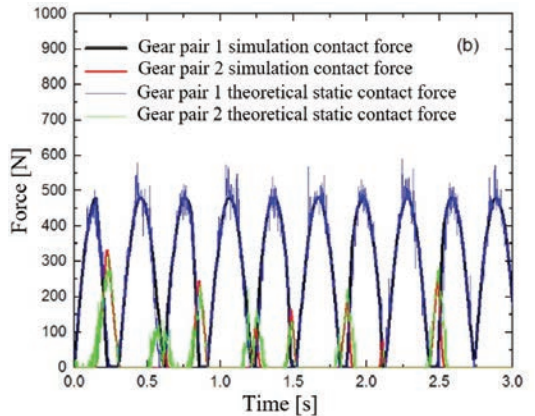 1000
900
800
700
600
500
400
300
200
100
0
Force [N]
(b)
Gear pair 1 simulation contact force
Gear pair 2 simulation contact force
Gear pair 1 theoretical static contact force
Gear pair 2 theoretical static contact force
0.0 0.5 1.0 1.5 2.0 2.5 3.0
Time [s]